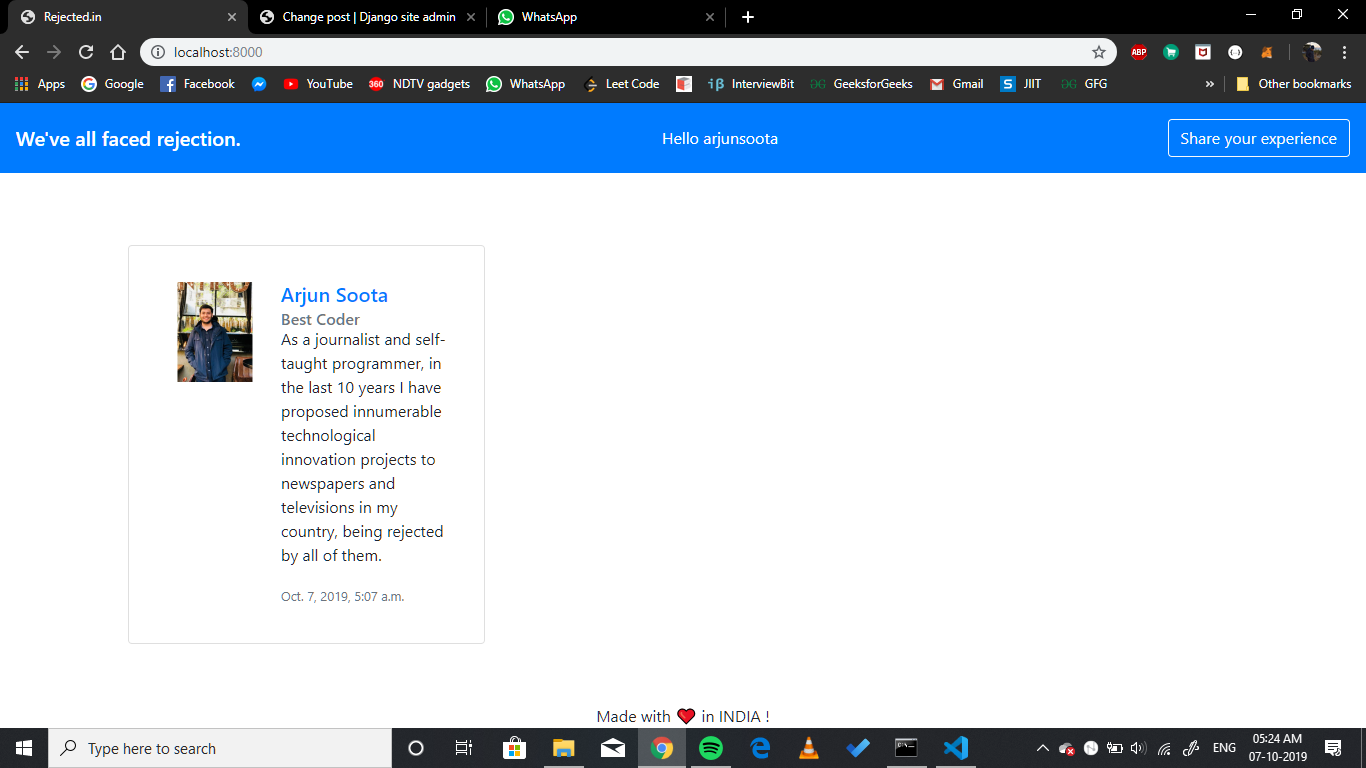 Rejected.in
Change post | Django site admin
WhatsApp
localhost:8000
ABP
Apps
Google
Facebook
YouTube
360
NDTV gadgets
WhatsApp
Leet Code
iβ
InterviewBit
GeeksforGeeks
Gmail
S
JIIT
GFG
»
Other bookmarks
We've all faced rejection.
Hello arjunsoota
Share your experience
Arjun Soota
Best Coder
As a journalist and self-
taught programmer, in
the last 10 years I have
proposed innumerable
technological
innovation projects to
newspapers and
televisions in my
country, being rejected
by all of them.
Oct. 7, 2019, 5:07 a.m.
Made with ❤ in INDIA !
Type here to search
ENG
05:24 AM
07-10-2019